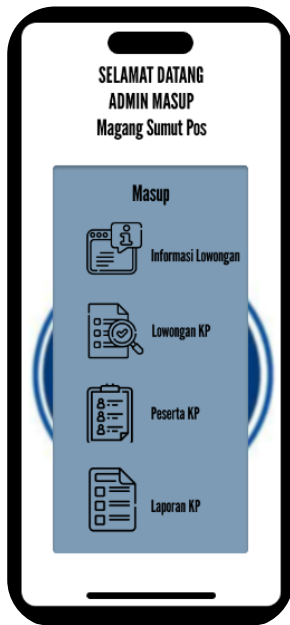 SELAMAT DATANG
ADMIN MASUP
Magang Sumut Pos
Masup
Informasi Lowongan
Lowongan KP
Peserta KP
Laporan KP